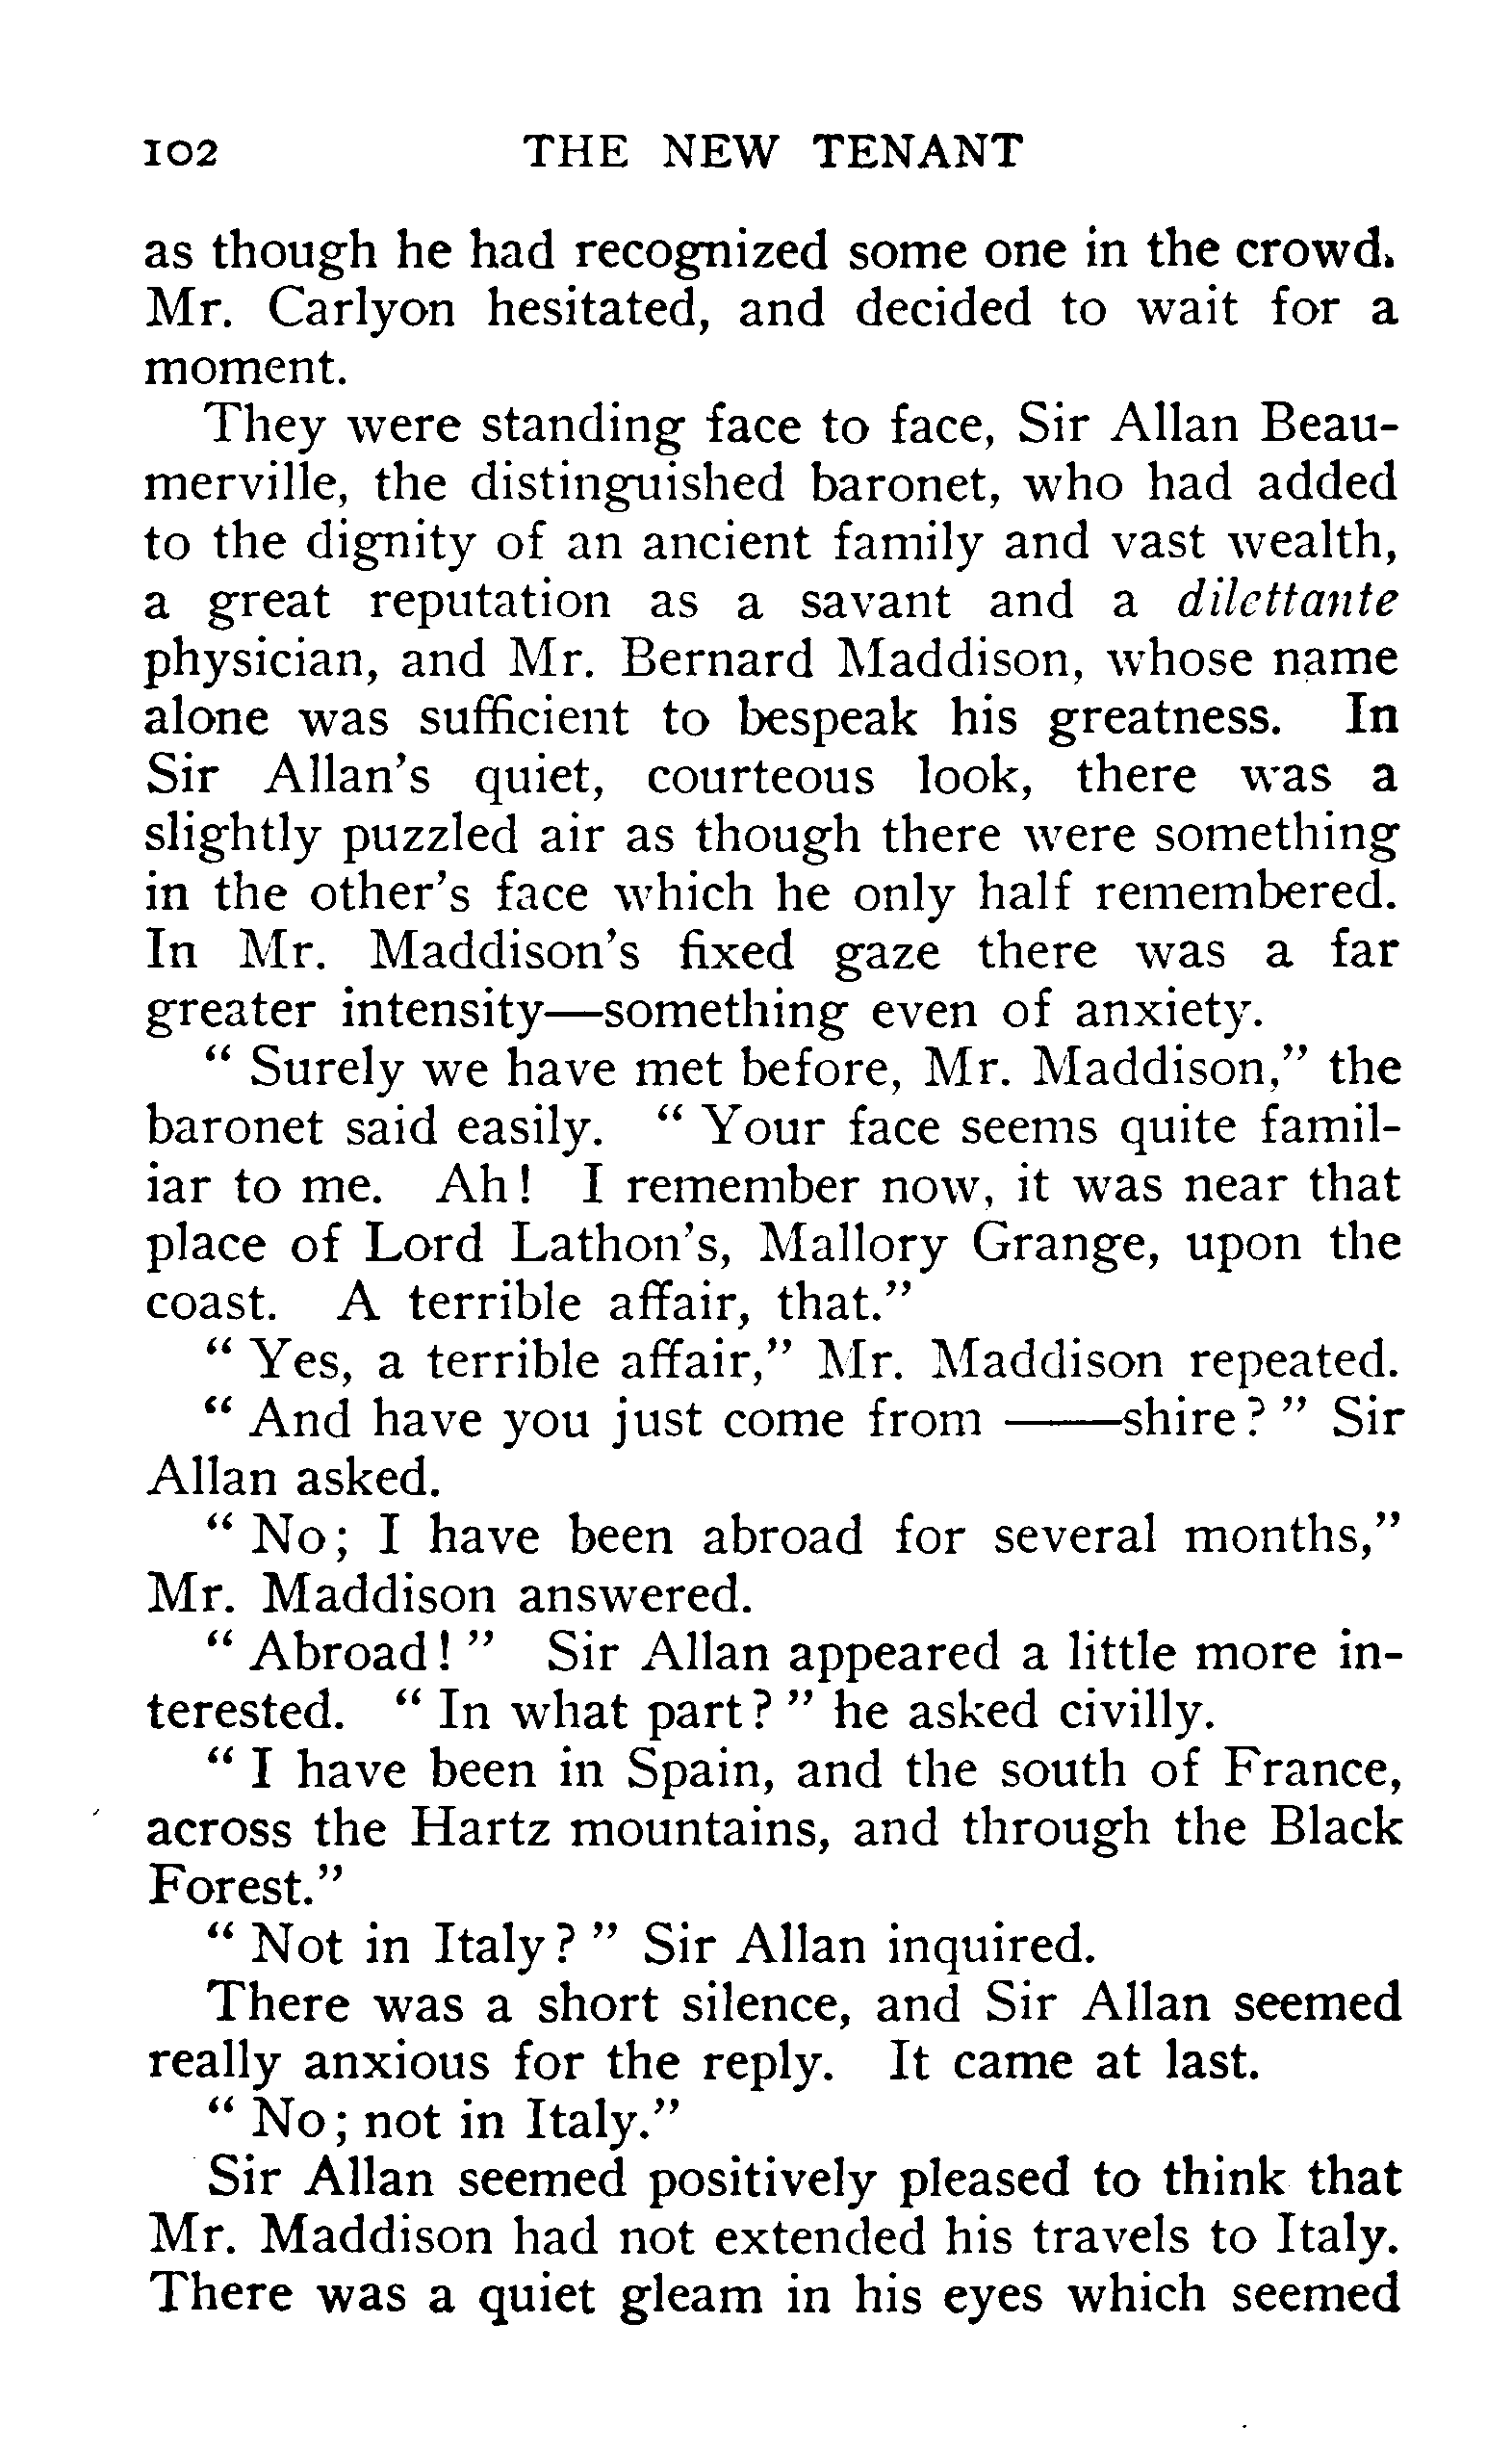 102 THE NEW TENANT
as though he had recognized some one in the crowd.
Mr. Carlyon hesitated, and decided to wait for a
moment.
They were standing face to face, Sir Allan Beau-
merville, the distinguished baronet, who had added
to the dignity of an ancient family and vast wealth,
a great reputation as a savant and a dilettante
physician, and Mr. Bernard Maddison, whose name
alone was sufficient to bespeak his greatness. In
Sir Allan's quiet, courteous look, there was a
slightly puzzled air as though there were something
in the other's face which he only half remembered.
In Mr. Maddison's fixed gaze there was a far
greater intensity—something even of anxiety.
" Surely we have met before, Mr. Maddison," the
baronet said easily. " Your face seems quite famil-
iar to me. Ah! I remember now, it was near that
place of Lord Lathon's, Mallory Grange, upon the
coast. A terrible affair, that."
" Yes, a terrible affair," Mr. Maddison repeated.
" And have you just come from ——shire? " Sir
Allan asked.
" No; I have been abroad for several months,"
Mr. Maddison answered.
" Abroad! " Sir Allan appeared a little more in-
terested. " In what part? " he asked civilly.
" I have been in Spain, and the south of France,
across the Hartz mountains, and through the Black
Forest."
" Not in Italy? " Sir Allan inquired.
There was a short silence, and Sir Allan seemed
really anxious for the reply. It came at last.
" No; not in Italy."
Sir Allan seemed positively pleased to think that
Mr. Maddison had not extended his travels to Italy.
There was a quiet gleam in his eyes which seemed